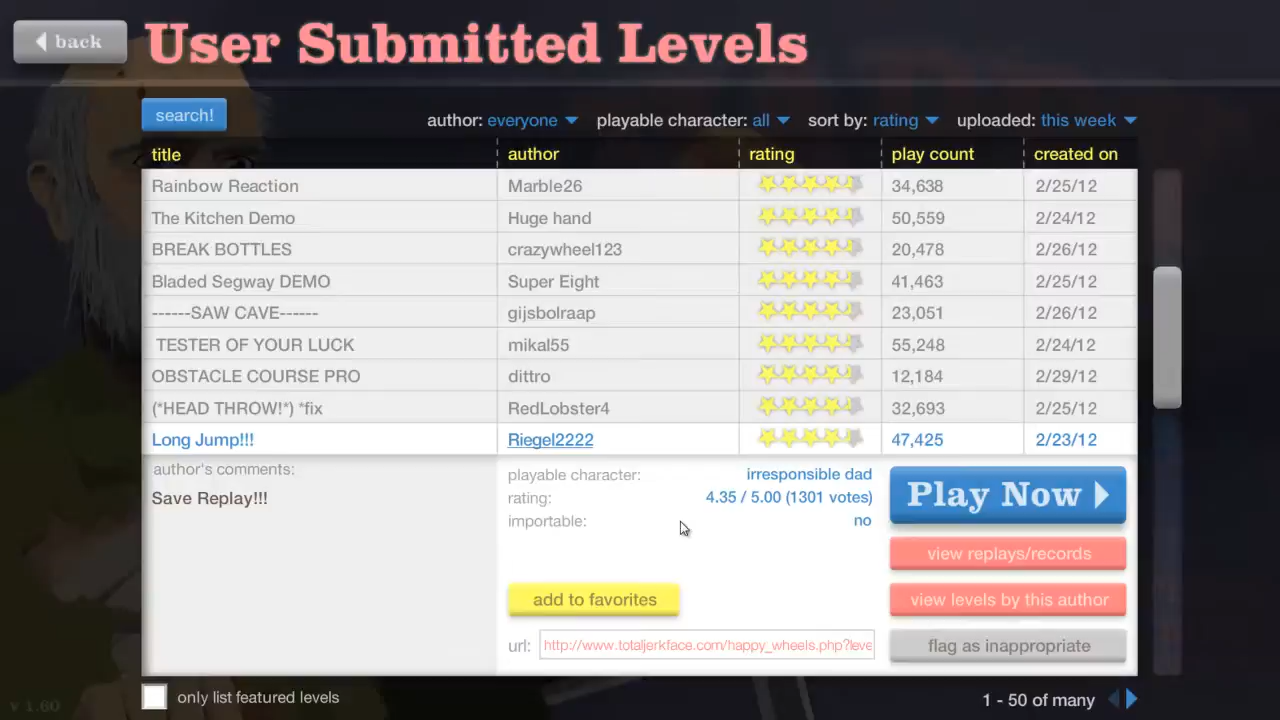 back
User Submitted Levels
search!
author: everyone playable character: all sort by: rating uploaded: this week
title author rating play count created on
Rainbow Reaction Marble26 34,638 2/25/12
The Kitchen Demo Huge hand 50,559 2/24/12
BREAK BOTTLES crazywheel123 20,478 2/26/12
Bladed Segway DEMO Super Eight 41,463 2/25/12
------SAW CAVE------ gijsbolraap 23,051 2/26/12
TESTER OF YOUR LUCK mikal55 55,248 2/24/12
OBSTACLE COURSE PRO dittro 12,184 2/29/12
(*HEAD THROW!*) *fix RedLobster4 32,693 2/25/12
Long Jump!!! Riegel2222 47,425 2/23/12
author's comments:
Save Replay!!!
playable character: irresponsible dad
rating: 4.35 / 5.00 (1301 votes)
importable: no
add to favorites
url: http://www.totaljerkface.com/happy_wheels.php?leve
Play Now
view replays/records
view levels by this author
flag as inappropriate
only list featured levels
1 - 50 of many
v 1.60